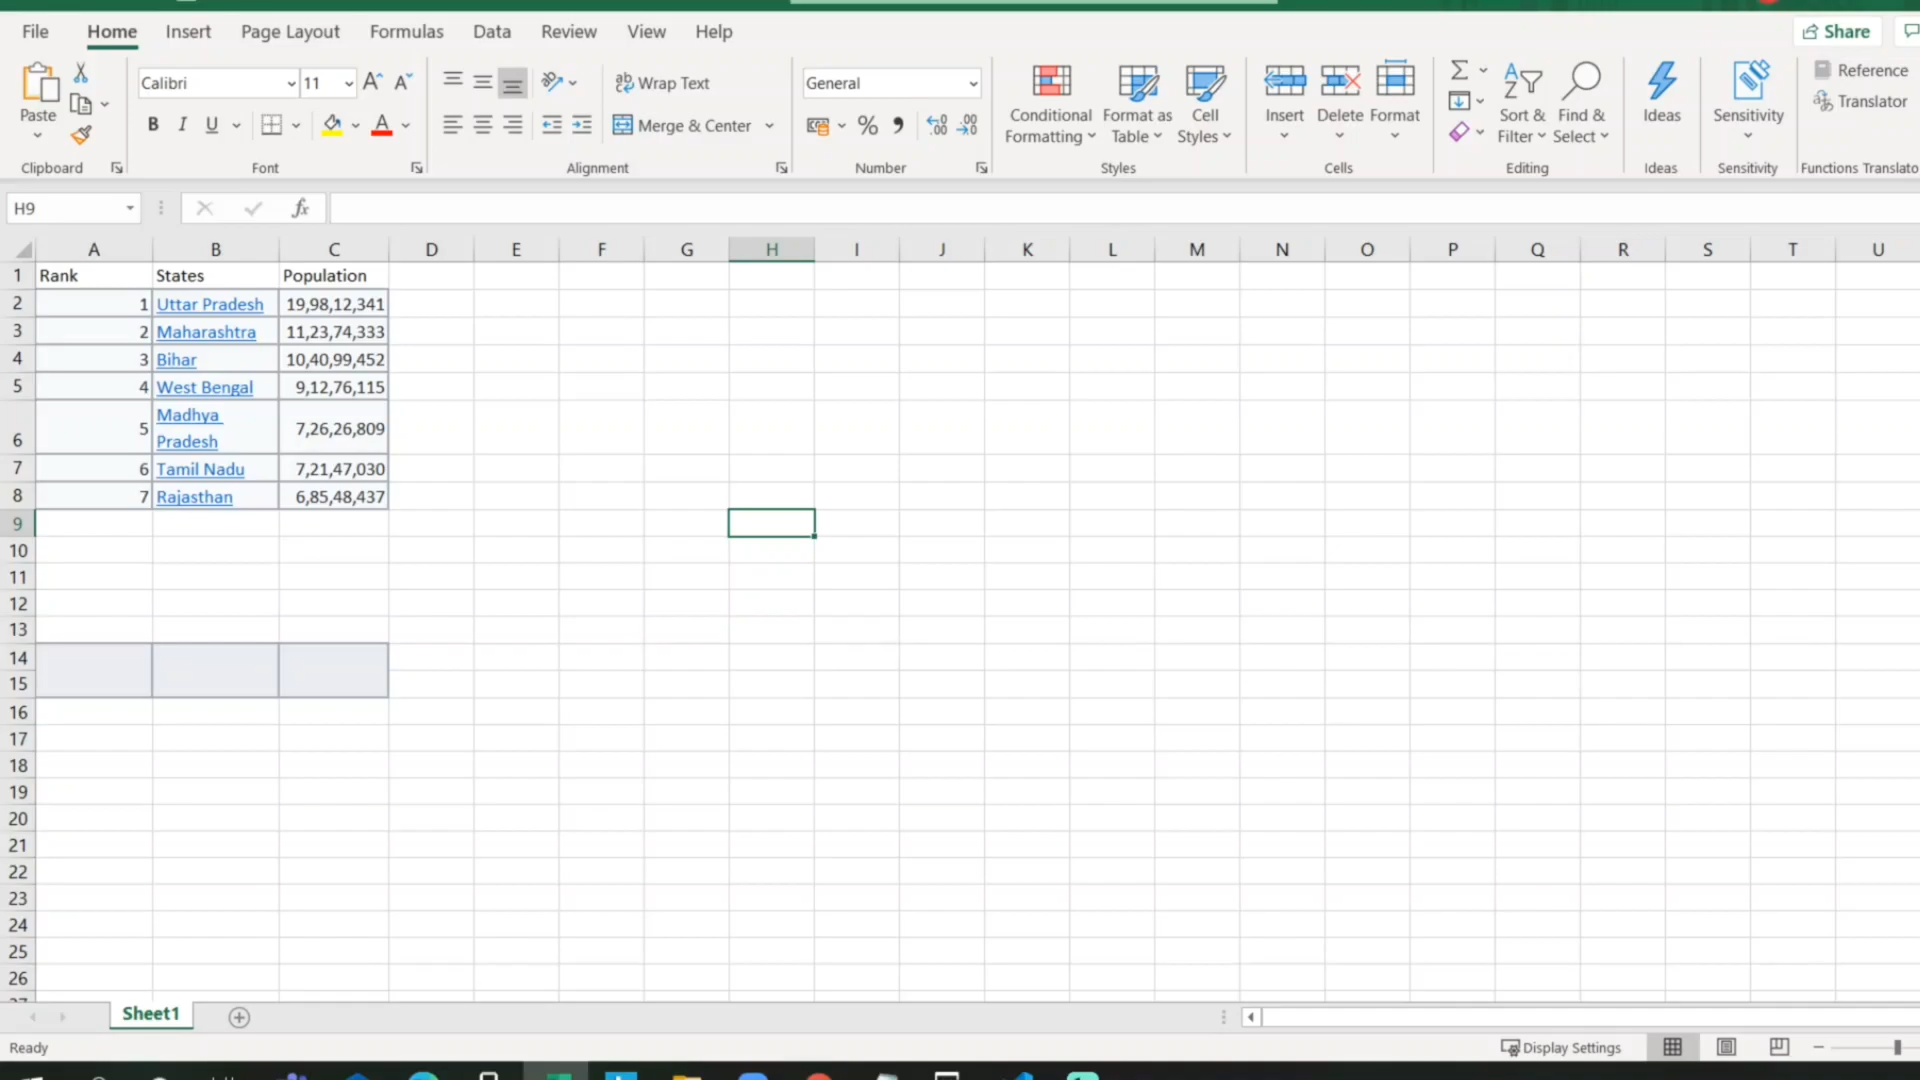 File Home Insert Page Layout Formulas Data Review View Help Share
Calibri 11 Wrap Text General Reference
Paste B I U Merge & Center % Conditional Formatting Format as Table Cell Styles Insert Delete Format Sort & Filter Find & Select Ideas Sensitivity Translator
Clipboard Font Alignment Number Styles Cells Editing Ideas Sensitivity Functions Translato
H9 fx
A B C D E F G H I J K L M N O P Q R S T U
1 Rank States Population
2 1 Uttar Pradesh 19,98,12,341
3 2 Maharashtra 11,23,74,333
4 3 Bihar 10,40,99,452
5 4 West Bengal 9,12,76,115
6 5 Madhya Pradesh 7,26,26,809
7 6 Tamil Nadu 7,21,47,030
8 7 Rajasthan 6,85,48,437
9
10
11
12
13
14
15
16
17
18
19
20
21
22
23
24
25
26
Sheet1
Ready Display Settings